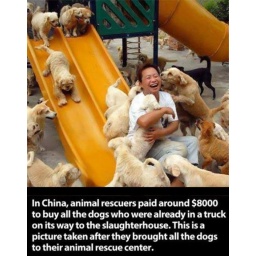 In China, animal rescuers paid around $8000
to buy all the dogs who were already in a truck
on its way to the slaughterhouse. This is a
picture taken after they brought all the dogs
to their animal rescue center.